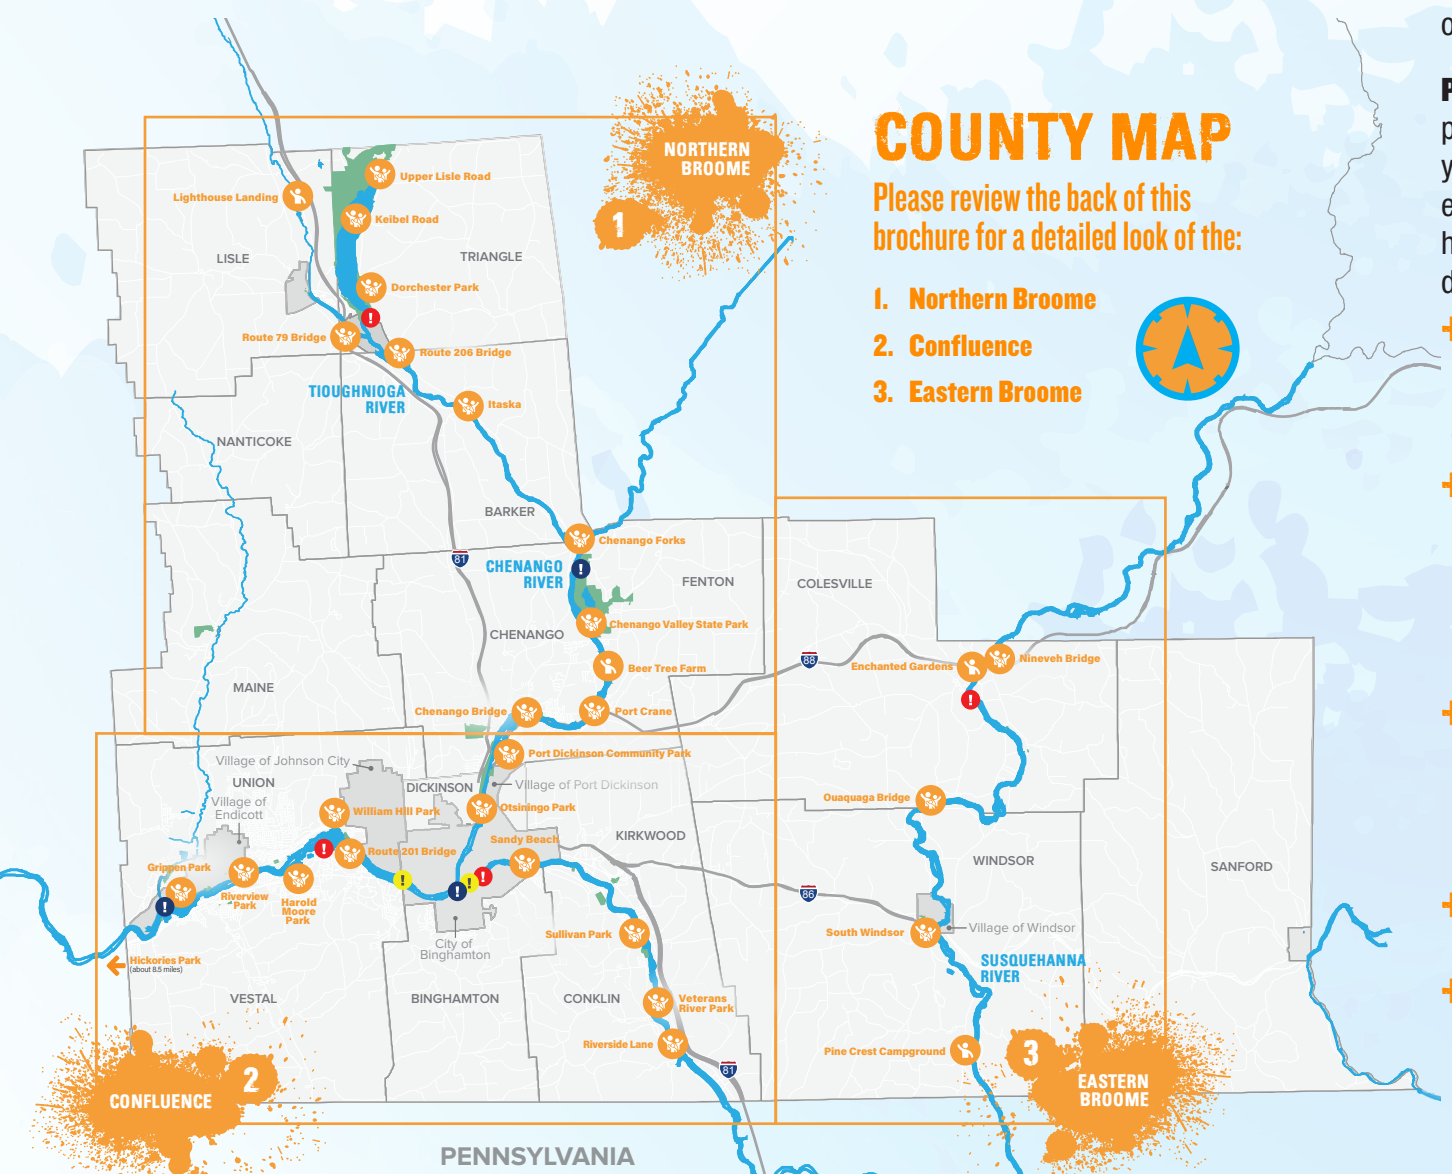 COUNTY MAP
Please review the back of this
brochure for a detailed look of the:
1. Northern Broome
2. Confluence
3. Eastern Broome
NORTHERN
BROOME
1
Upper Lisle Road
Lighthouse Landing
Keibel Road
LISLE
TRIANGLE
Dorchester Park
!
Route 79 Bridge
Route 206 Bridge
TIOUGHNIOGA
RIVER
Itaska
NANTICOKE
BARKER
Chenango Forks
81
CHENANGO
RIVER
!
FENTON
COLESVILLE
Chenango Valley State Park
CHENANGO
Beer Tree Farm
88
Enchanted Gardens
Nineveh Bridge
!
MAINE
Chenango Bridge
Port Crane
Port Dickinson Community Park
Village of Johnson City
UNION
DICKINSON
Village of Port Dickinson
Village of
Endicott
William Hill Park
Otsiningo Park
Ouaquaga Bridge
Sandy Beach
KIRKWOOD
!
Route 201 Bridge
WINDSOR
SANFORD
Grippen Park
!
Riverview
Park
Harold
Moore
Park
!
!
!
!
86
Sullivan Park
South Windsor
Village of Windsor
City of
Binghamton
Hickories Park
(about 8.5 miles)
SUSQUEHANNA
RIVER
VESTAL
BINGHAMTON
CONKLIN
Veterans
River Park
Riverside Lane
Pine Crest Campground
81
2
CONFLUENCE
3
EASTERN
BROOME
PENNSYLVANIA
o
P
p
y
e
h
d